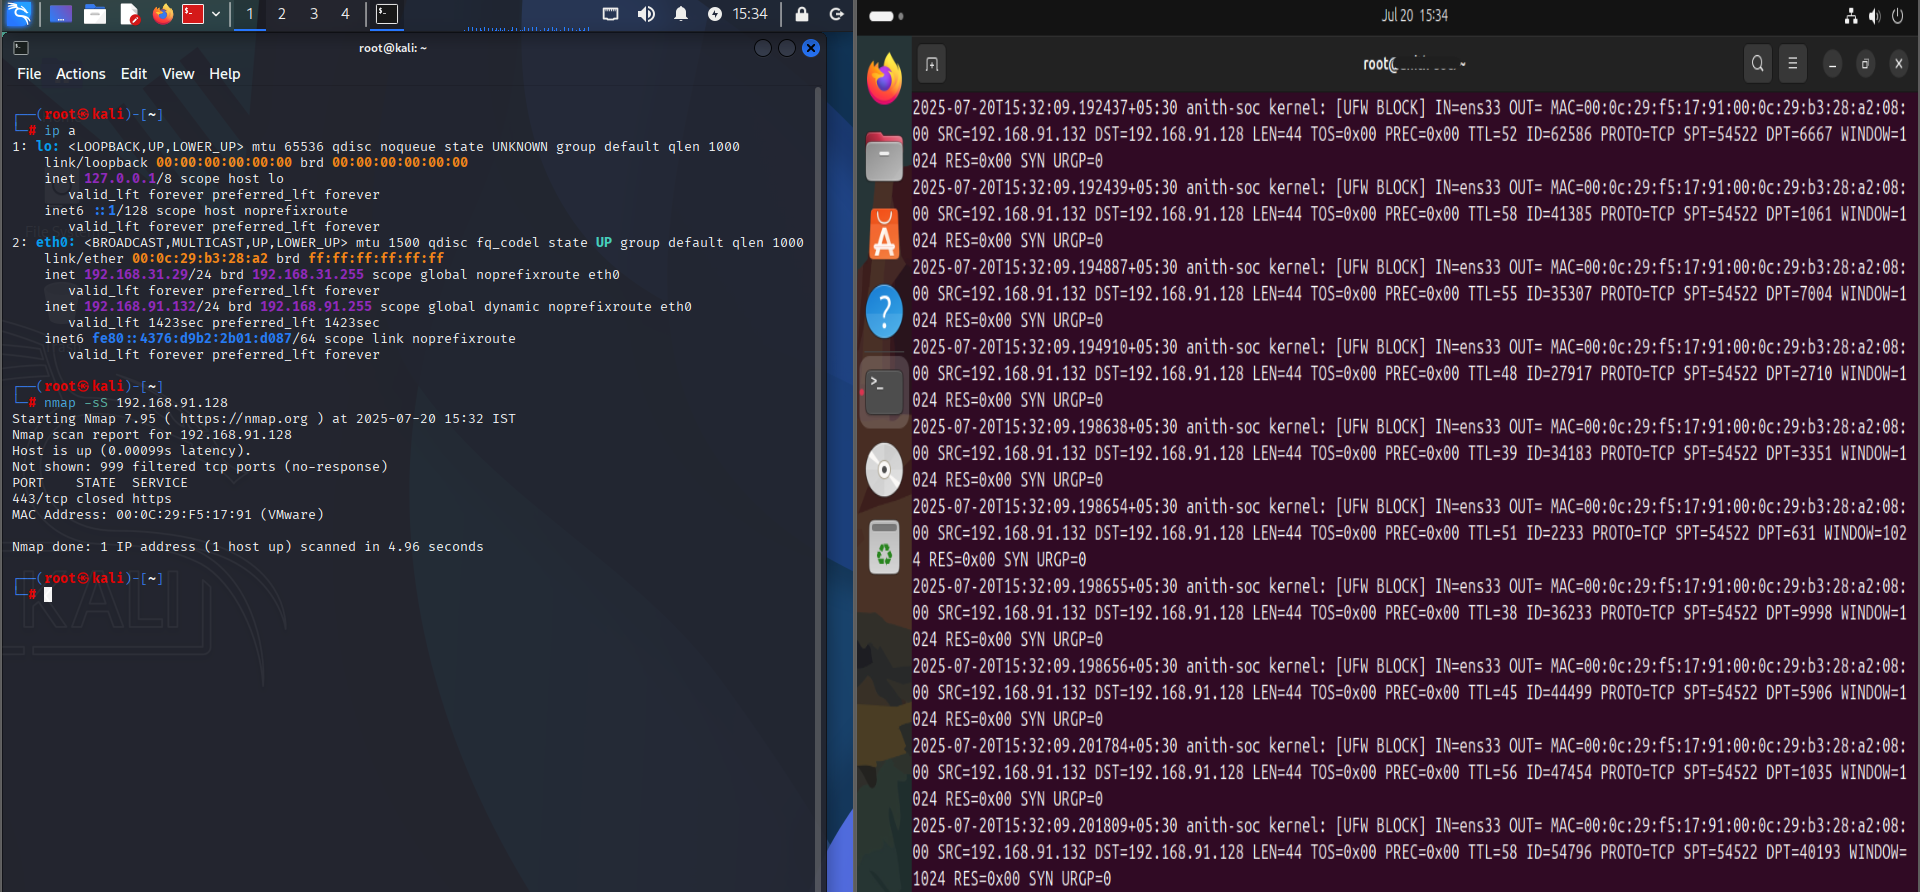 1 2 3 4
15:34
root@kali: ~
File Actions Edit View Help
┌──(root㉿kali)-[~]
└─# ip a
1: lo: <LOOPBACK,UP,LOWER_UP> mtu 65536 qdisc noqueue state UNKNOWN group default qlen 1000
link/loopback 00:00:00:00:00:00 brd 00:00:00:00:00:00
inet 127.0.0.1/8 scope host lo
valid_lft forever preferred_lft forever
inet6 ::1/128 scope host noprefixroute
valid_lft forever preferred_lft forever
2: eth0: <BROADCAST,MULTICAST,UP,LOWER_UP> mtu 1500 qdisc fq_codel state UP group default qlen 1000
link/ether 00:0c:29:b3:28:a2 brd ff:ff:ff:ff:ff:ff
inet 192.168.31.29/24 brd 192.168.31.255 scope global noprefixroute eth0
valid_lft forever preferred_lft forever
inet 192.168.91.132/24 brd 192.168.91.255 scope global dynamic noprefixroute eth0
valid_lft 1423sec preferred_lft 1423sec
inet6 fe80::4376:d9b2:2b01:d087/64 scope link noprefixroute
valid_lft forever preferred_lft forever
┌──(root㉿kali)-[~]
└─# nmap -sS 192.168.91.128
Starting Nmap 7.95 ( https://nmap.org ) at 2025-07-20 15:32 IST
Nmap scan report for 192.168.91.128
Host is up (0.00099s latency).
Not shown: 999 filtered tcp ports (no-response)
PORT STATE SERVICE
443/tcp closed https
MAC Address: 00:0C:29:F5:17:91 (VMware)
Nmap done: 1 IP address (1 host up) scanned in 4.96 seconds
┌──(root㉿kali)-[~]
└─#
KALI
Jul 20 15:34
root@ ~
2025-07-20T15:32:09.192437+05:30 anith-soc kernel: [UFW BLOCK] IN=ens33 OUT= MAC=00:0c:29:f5:17:91:00:0c:29:b3:28:a2:08:
00 SRC=192.168.91.132 DST=192.168.91.128 LEN=44 TOS=0x00 PREC=0x00 TTL=52 ID=62586 PROTO=TCP SPT=54522 DPT=6667 WINDOW=1
024 RES=0x00 SYN URGP=0
2025-07-20T15:32:09.192439+05:30 anith-soc kernel: [UFW BLOCK] IN=ens33 OUT= MAC=00:0c:29:f5:17:91:00:0c:29:b3:28:a2:08:
00 SRC=192.168.91.132 DST=192.168.91.128 LEN=44 TOS=0x00 PREC=0x00 TTL=58 ID=41385 PROTO=TCP SPT=54522 DPT=1061 WINDOW=1
024 RES=0x00 SYN URGP=0
2025-07-20T15:32:09.194887+05:30 anith-soc kernel: [UFW BLOCK] IN=ens33 OUT= MAC=00:0c:29:f5:17:91:00:0c:29:b3:28:a2:08:
00 SRC=192.168.91.132 DST=192.168.91.128 LEN=44 TOS=0x00 PREC=0x00 TTL=55 ID=35307 PROTO=TCP SPT=54522 DPT=7004 WINDOW=1
024 RES=0x00 SYN URGP=0
2025-07-20T15:32:09.194910+05:30 anith-soc kernel: [UFW BLOCK] IN=ens33 OUT= MAC=00:0c:29:f5:17:91:00:0c:29:b3:28:a2:08:
00 SRC=192.168.91.132 DST=192.168.91.128 LEN=44 TOS=0x00 PREC=0x00 TTL=48 ID=27917 PROTO=TCP SPT=54522 DPT=2710 WINDOW=1
024 RES=0x00 SYN URGP=0
2025-07-20T15:32:09.198638+05:30 anith-soc kernel: [UFW BLOCK] IN=ens33 OUT= MAC=00:0c:29:f5:17:91:00:0c:29:b3:28:a2:08:
00 SRC=192.168.91.132 DST=192.168.91.128 LEN=44 TOS=0x00 PREC=0x00 TTL=39 ID=34183 PROTO=TCP SPT=54522 DPT=3351 WINDOW=1
024 RES=0x00 SYN URGP=0
2025-07-20T15:32:09.198654+05:30 anith-soc kernel: [UFW BLOCK] IN=ens33 OUT= MAC=00:0c:29:f5:17:91:00:0c:29:b3:28:a2:08:
00 SRC=192.168.91.132 DST=192.168.91.128 LEN=44 TOS=0x00 PREC=0x00 TTL=51 ID=2233 PROTO=TCP SPT=54522 DPT=631 WINDOW=102
4 RES=0x00 SYN URGP=0
2025-07-20T15:32:09.198655+05:30 anith-soc kernel: [UFW BLOCK] IN=ens33 OUT= MAC=00:0c:29:f5:17:91:00:0c:29:b3:28:a2:08:
00 SRC=192.168.91.132 DST=192.168.91.128 LEN=44 TOS=0x00 PREC=0x00 TTL=38 ID=36233 PROTO=TCP SPT=54522 DPT=9998 WINDOW=1
024 RES=0x00 SYN URGP=0
2025-07-20T15:32:09.198656+05:30 anith-soc kernel: [UFW BLOCK] IN=ens33 OUT= MAC=00:0c:29:f5:17:91:00:0c:29:b3:28:a2:08:
00 SRC=192.168.91.132 DST=192.168.91.128 LEN=44 TOS=0x00 PREC=0x00 TTL=45 ID=44499 PROTO=TCP SPT=54522 DPT=5906 WINDOW=1
024 RES=0x00 SYN URGP=0
2025-07-20T15:32:09.201784+05:30 anith-soc kernel: [UFW BLOCK] IN=ens33 OUT= MAC=00:0c:29:f5:17:91:00:0c:29:b3:28:a2:08:
00 SRC=192.168.91.132 DST=192.168.91.128 LEN=44 TOS=0x00 PREC=0x00 TTL=56 ID=47454 PROTO=TCP SPT=54522 DPT=1035 WINDOW=1
024 RES=0x00 SYN URGP=0
2025-07-20T15:32:09.201809+05:30 anith-soc kernel: [UFW BLOCK] IN=ens33 OUT= MAC=00:0c:29:f5:17:91:00:0c:29:b3:28:a2:08:
00 SRC=192.168.91.132 DST=192.168.91.128 LEN=44 TOS=0x00 PREC=0x00 TTL=58 ID=54796 PROTO=TCP SPT=54522 DPT=40193 WINDOW=
1024 RES=0x00 SYN URGP=0